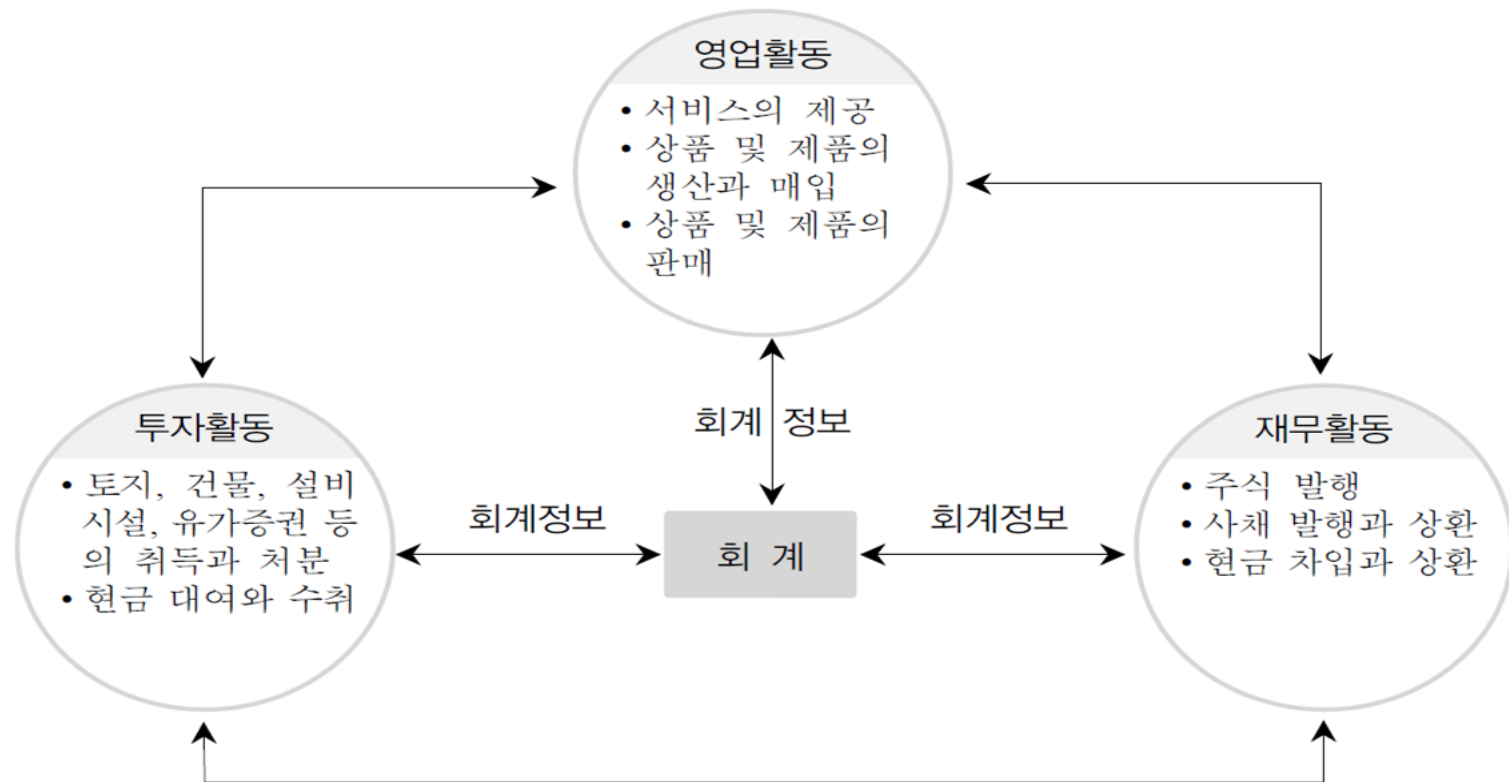 영업활동
• 서비스의 제공
• 상품 및 제품의
생산과 매입
• 상품 및 제품의
판매
회계 정보
투자활동
• 토지, 건물, 설비
시설, 유가증권 등
의 취득과 처분
• 현금 대여와 수취
회계정보
회 계
회계정보
재무활동
• 주식 발행
• 사채 발행과 상환
• 현금 차입과 상환